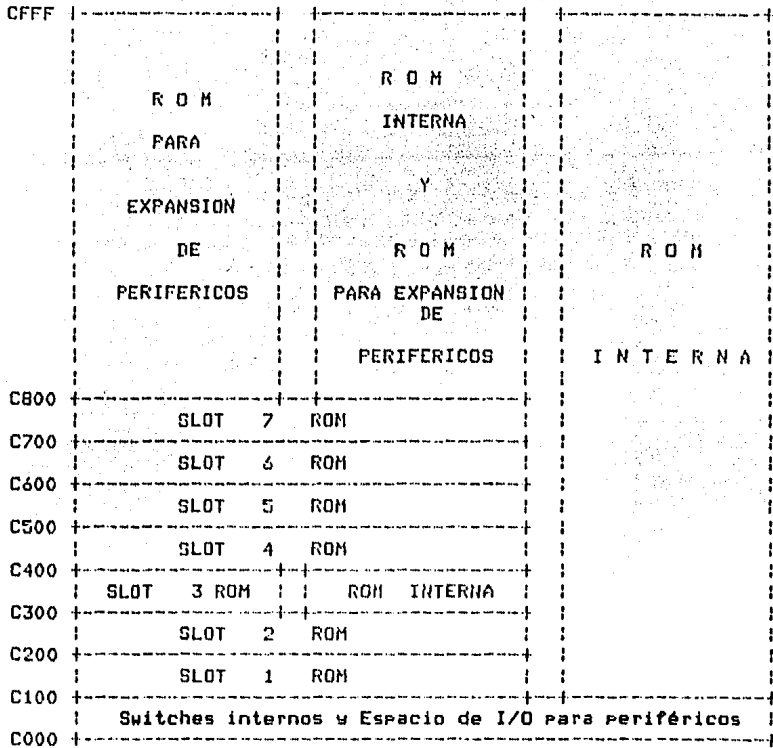 CFFF
R O M
PARA
EXPANSION
DE
PERIFERICOS
R O M
INTERNA
Y
R O M
PARA EXPANSION
DE
PERIFERICOS
R O M
I N T E R N A
C800
SLOT 7 ROM
C700
SLOT 6 ROM
C600
SLOT 5 ROM
C500
SLOT 4 ROM
C400
SLOT 3 ROM ROM INTERNA
C300
SLOT 2 ROM
C200
SLOT 1 ROM
C100
Switches internos y Espacio de I/O para periféricos
C000